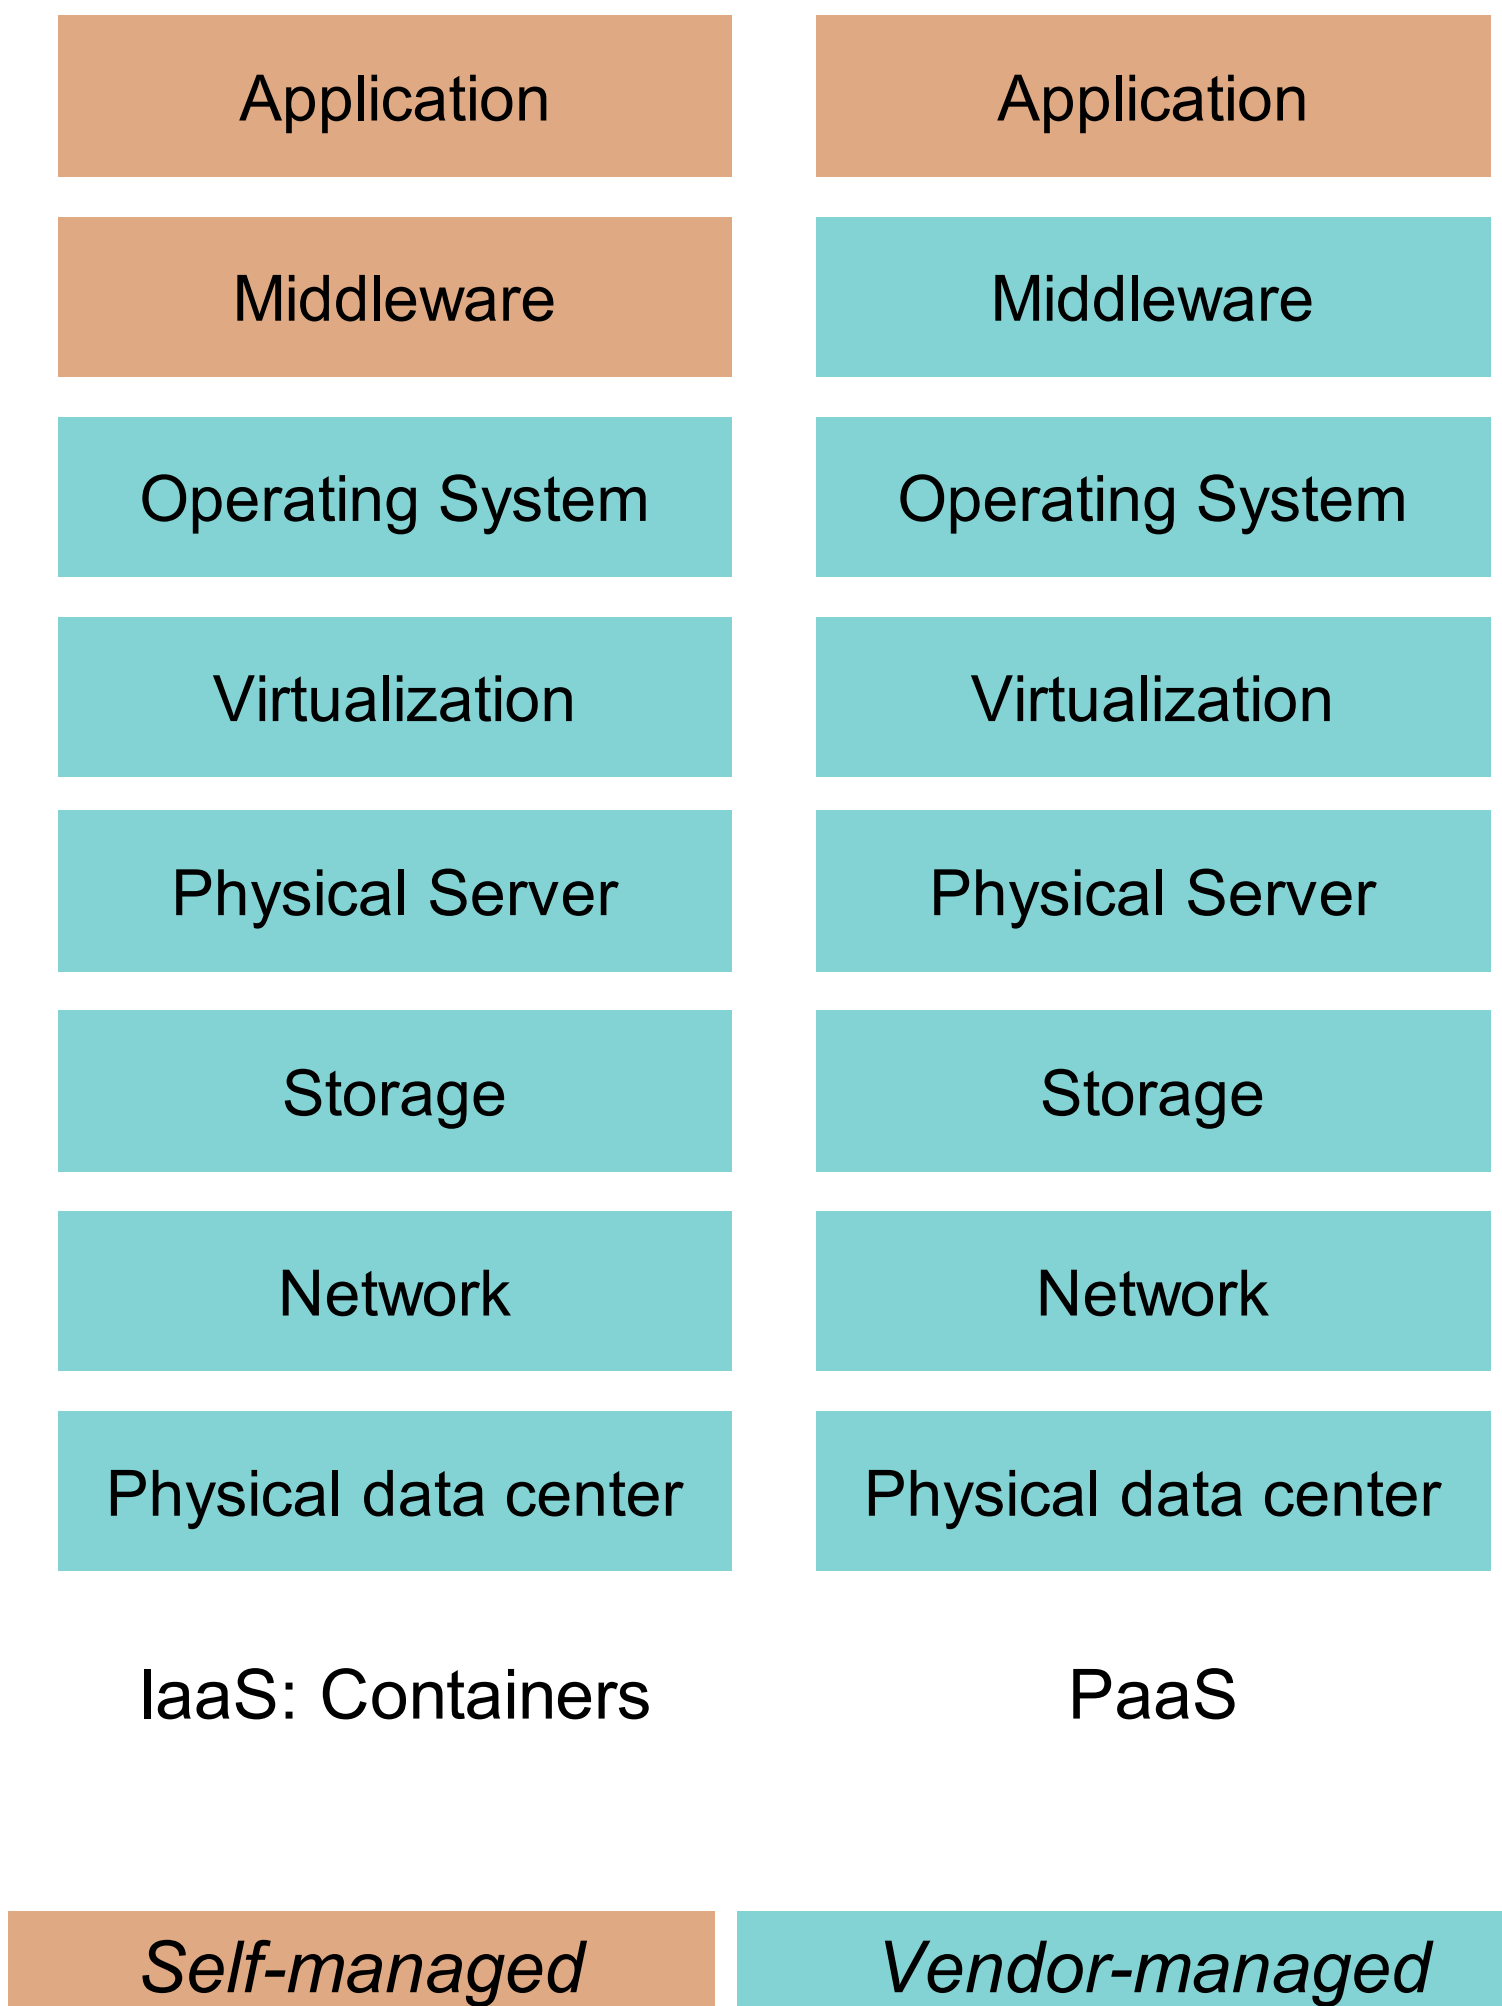 Application
Application
Middleware
Middleware
Operating System
Operating System
Virtualization
Virtualization
Physical Server
Physical Server
Storage
Storage
Network
Network
Physical data center
Physical data center
IaaS: Containers
PaaS
Self-managed
Vendor-managed